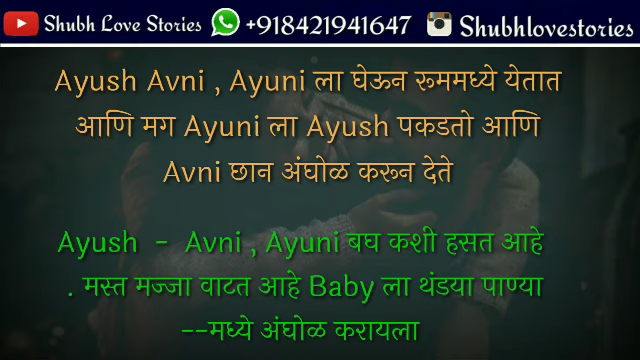 Shubh Love Stories +918421941647 Shubhlovestories
Ayush Avni , Ayuni ला घेऊन रूममध्ये येतात
आणि मग Ayuni ला Ayush पकडतो आणि
Avni छान अंघोळ करून देते
Ayush - Avni , Ayuni बघ कशी हसत आहे
. मस्त मज्जा वाटत आहे Baby ला थंडया पाण्या
--मध्ये अंघोळ करायला